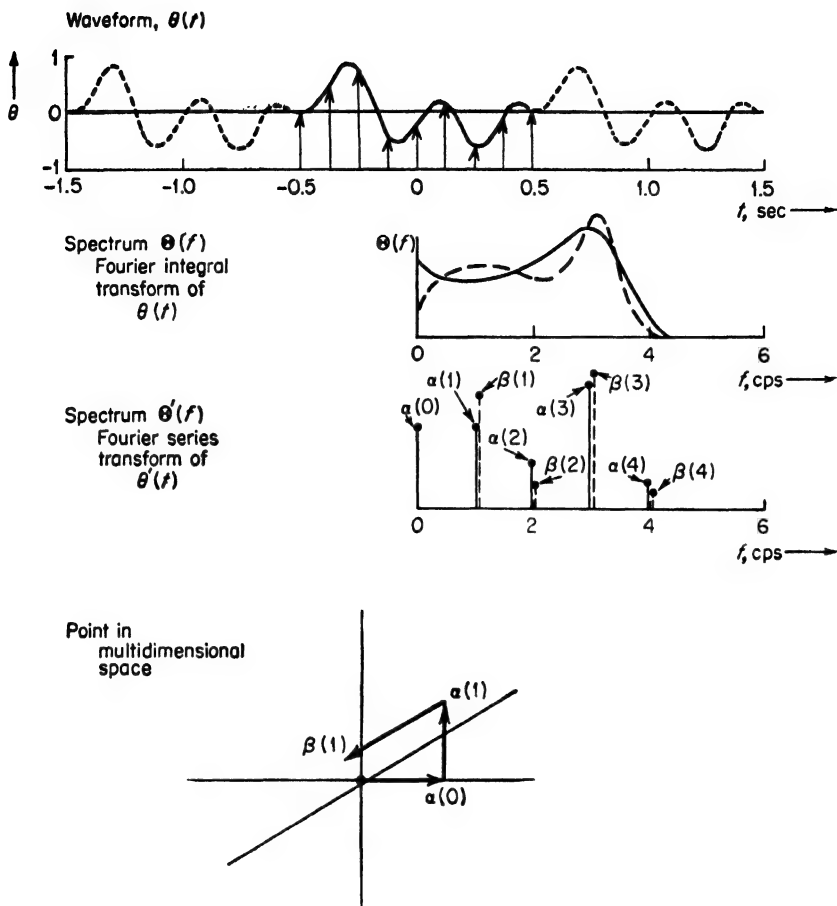 Waveform, θ(t)
1
θ
0
-1
-1.5 -1.0 -0.5 0 0.5 1.0 1.5
t, sec
Spectrum Θ(f)
Fourier integral
transform of
θ(t)
Θ(f)
0 2 4 6
f, cps
Spectrum Θ'(f)
Fourier series
transform of
θ'(t)
α(0)
α(1)
β(1)
α(2)
β(2)
α(3)
β(3)
α(4)
β(4)
0 2 4 6
f, cps
Point in
multidimensional
space
α(1)
β(1)
α(0)